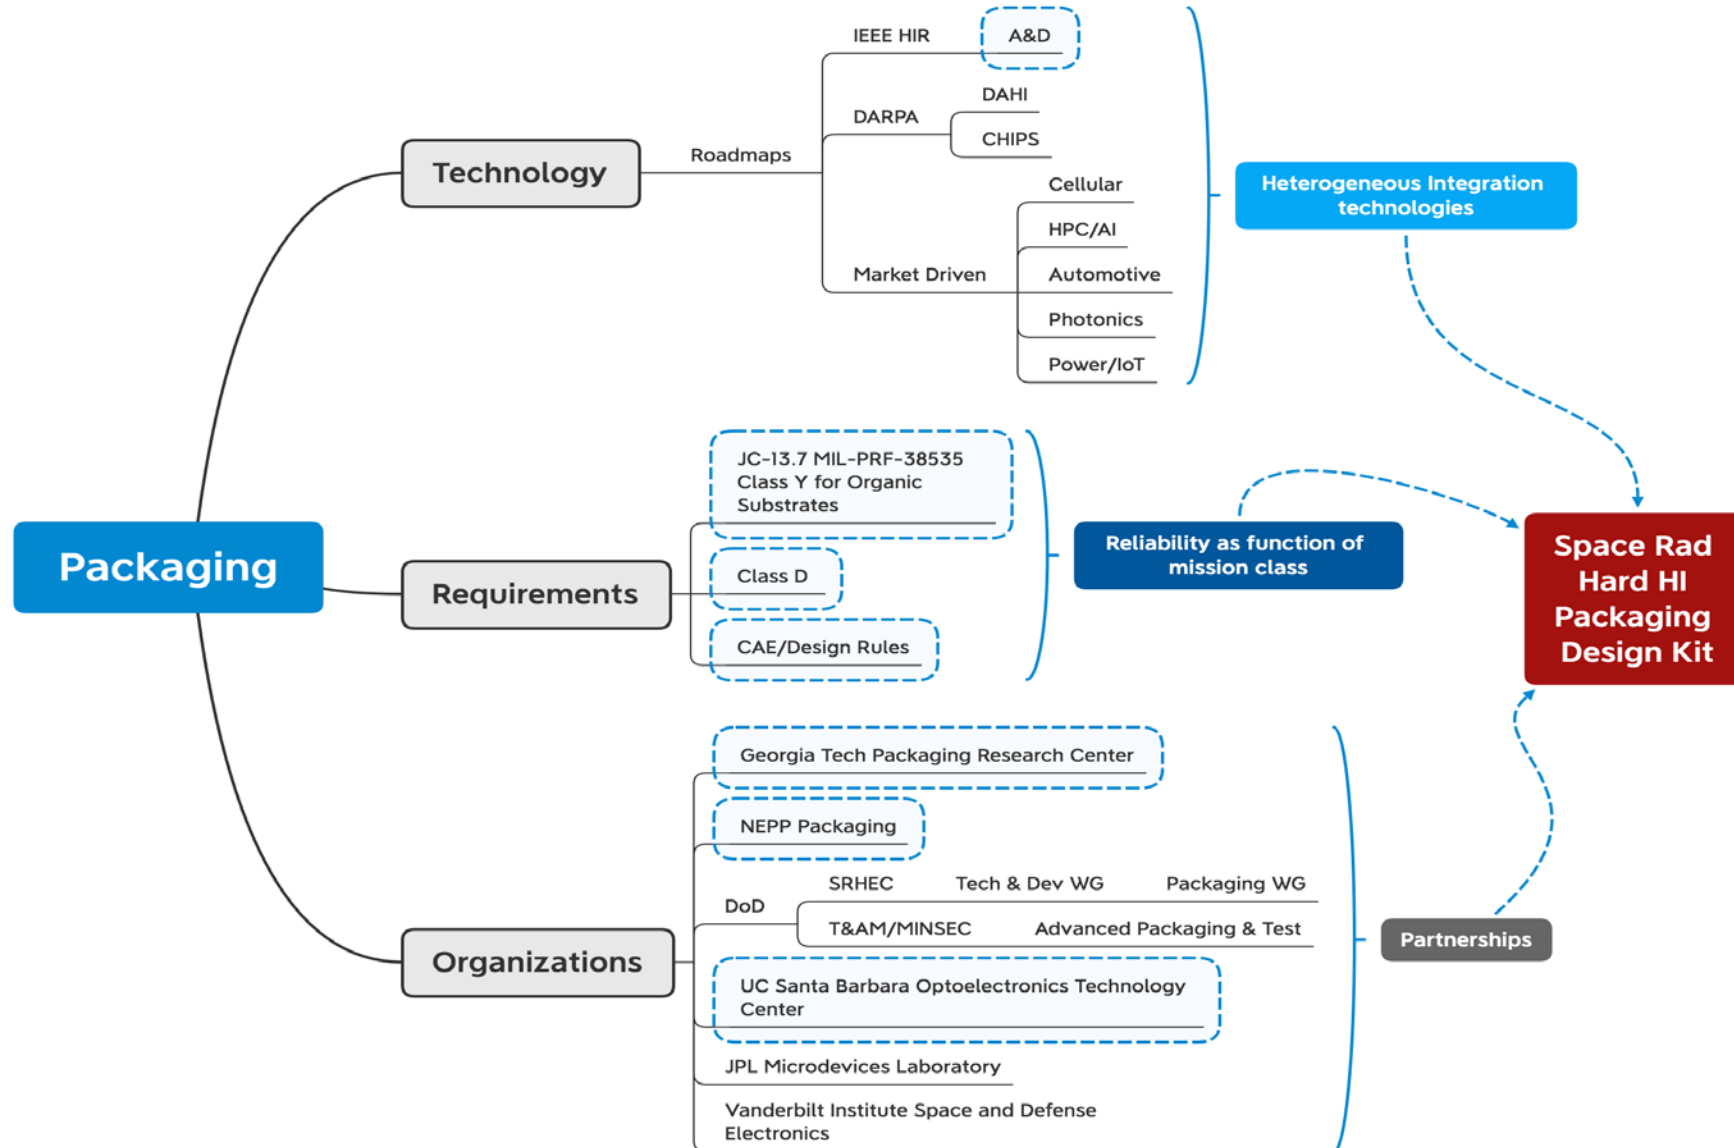 Packaging
Technology
Roadmaps
IEEE HIR
A&D
DARPA
DAHI
CHIPS
Market Driven
Cellular
HPC/AI
Automotive
Photonics
Power/IoT
Heterogeneous Integration
technologies
Requirements
JC-13.7 MIL-PRF-38535
Class Y for Organic
Substrates
Class D
CAE/Design Rules
Reliability as function of
mission class
Organizations
Georgia Tech Packaging Research Center
NEPP Packaging
DoD
SRHEC Tech & Dev WG Packaging WG
T&AM/MINSEC Advanced Packaging & Test
UC Santa Barbara Optoelectronics Technology
Center
JPL Microdevices Laboratory
Vanderbilt Institute Space and Defense
Electronics
Partnerships
Space Rad
Hard HI
Packaging
Design Kit